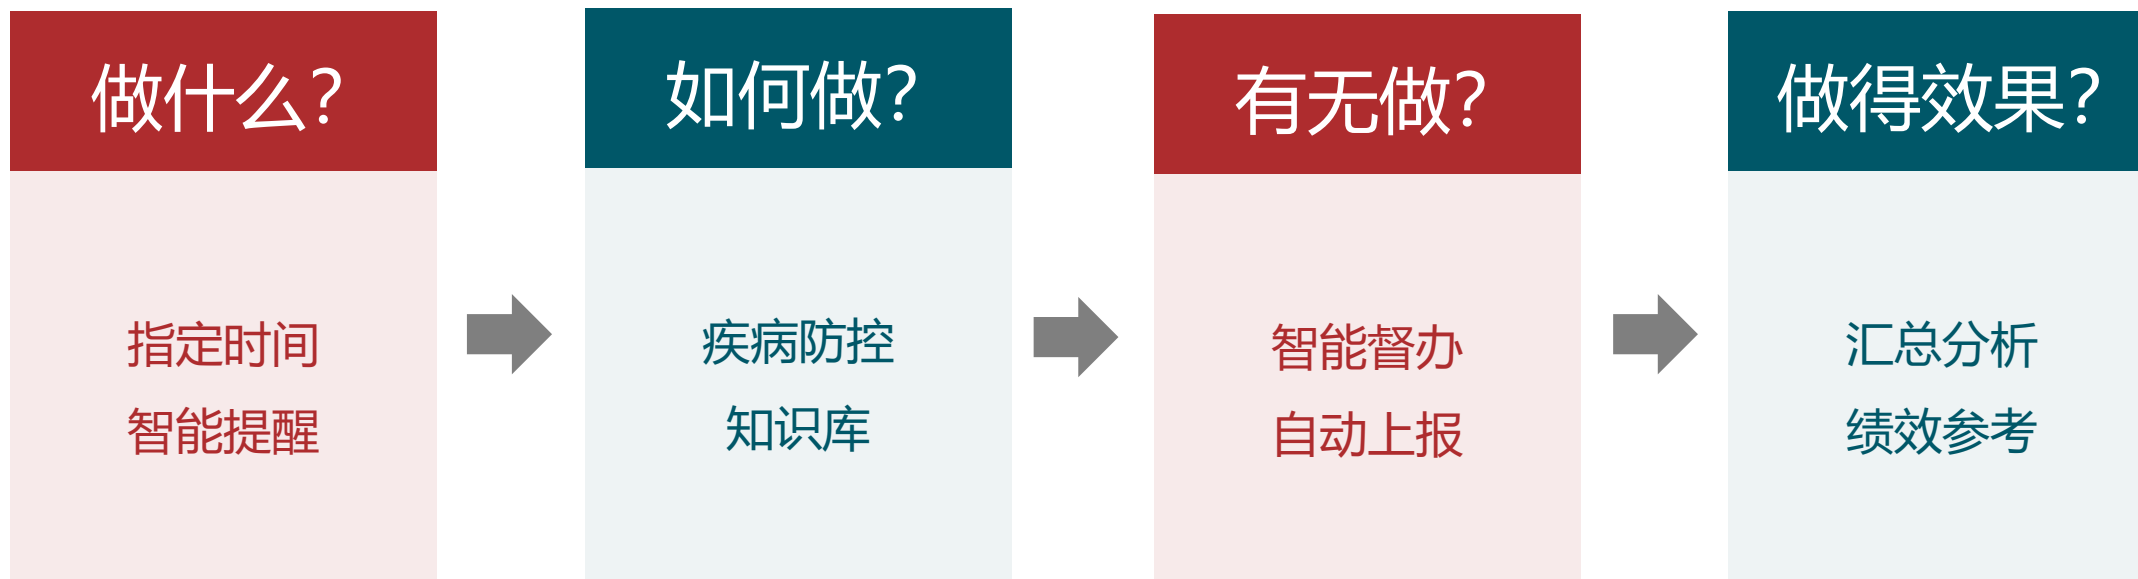 做什么?
指定时间
智能提醒
如何做?
疾病防控
知识库
有无做?
智能督办
自动上报
做得效果?
汇总分析
绩效参考